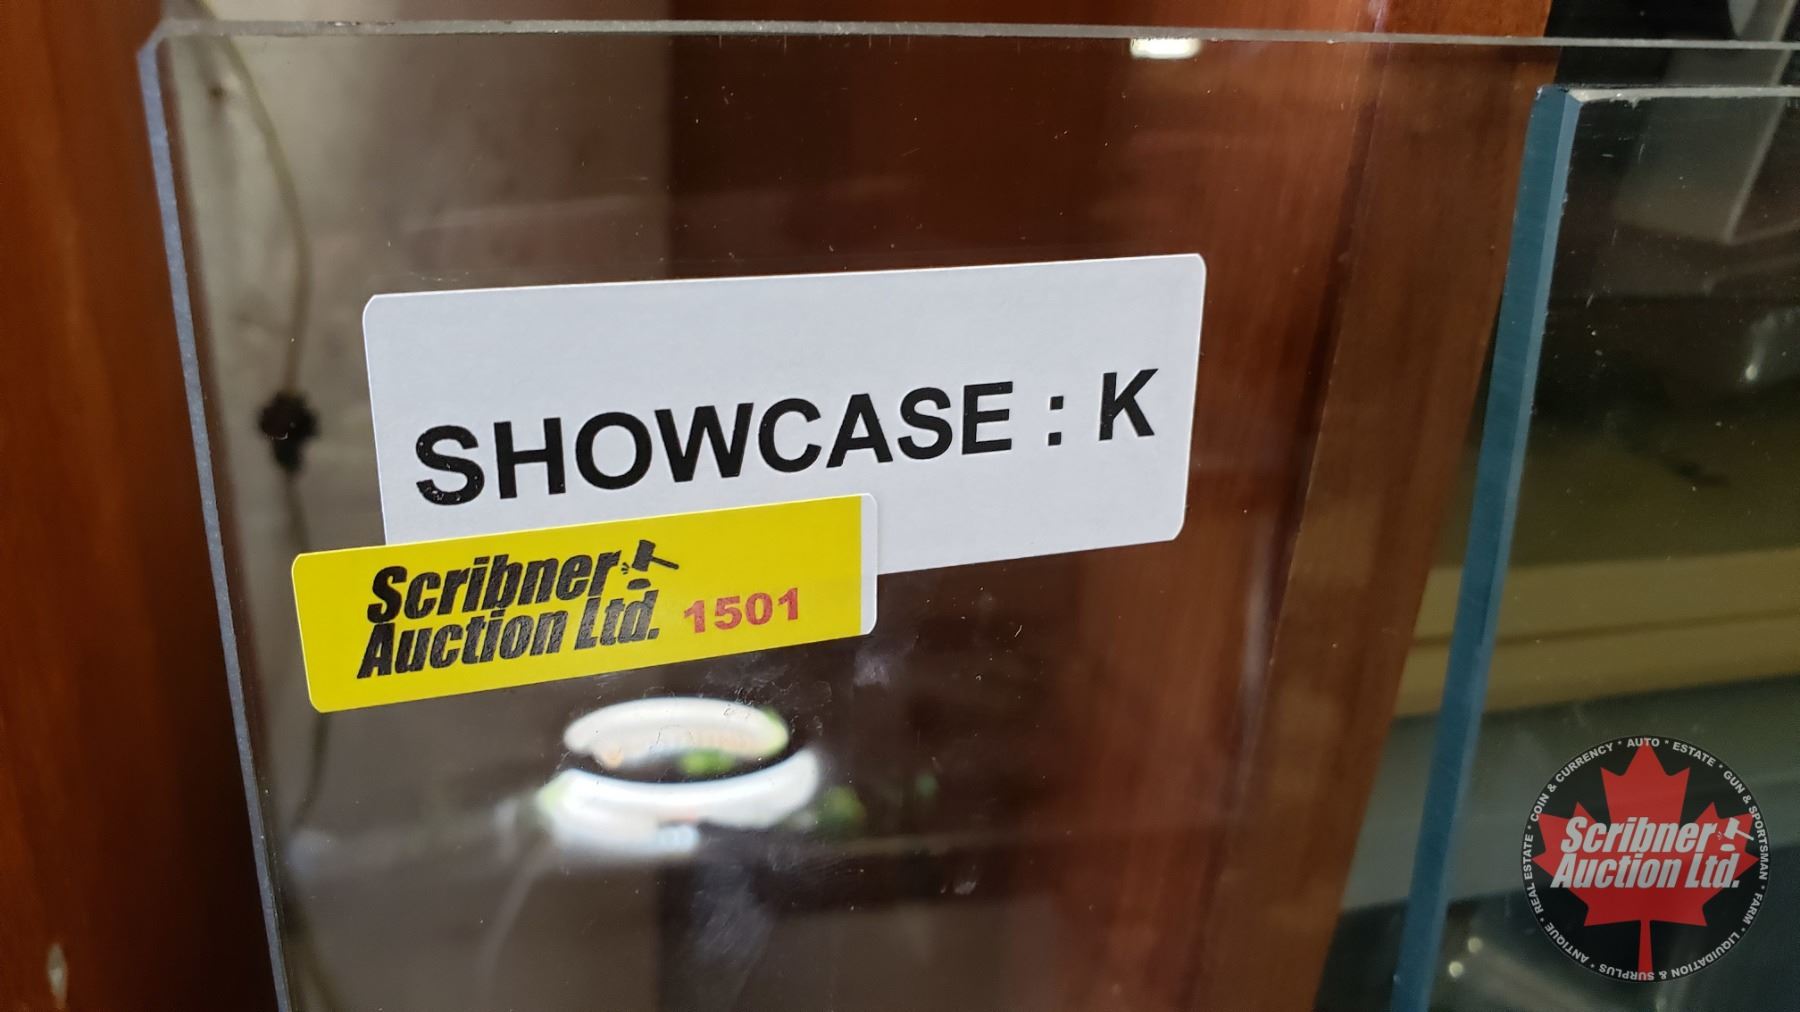 SHOWCASE : K
Scribner
Auction Ltd. 1501
Scribner
Auction Ltd.
REAL ESTATE * COIN & CURRENCY * AUTO * ESTATE * GUN & SPORTSMAN * FARM * LIQUIDATION & SURPLUS * ANTIQUE *